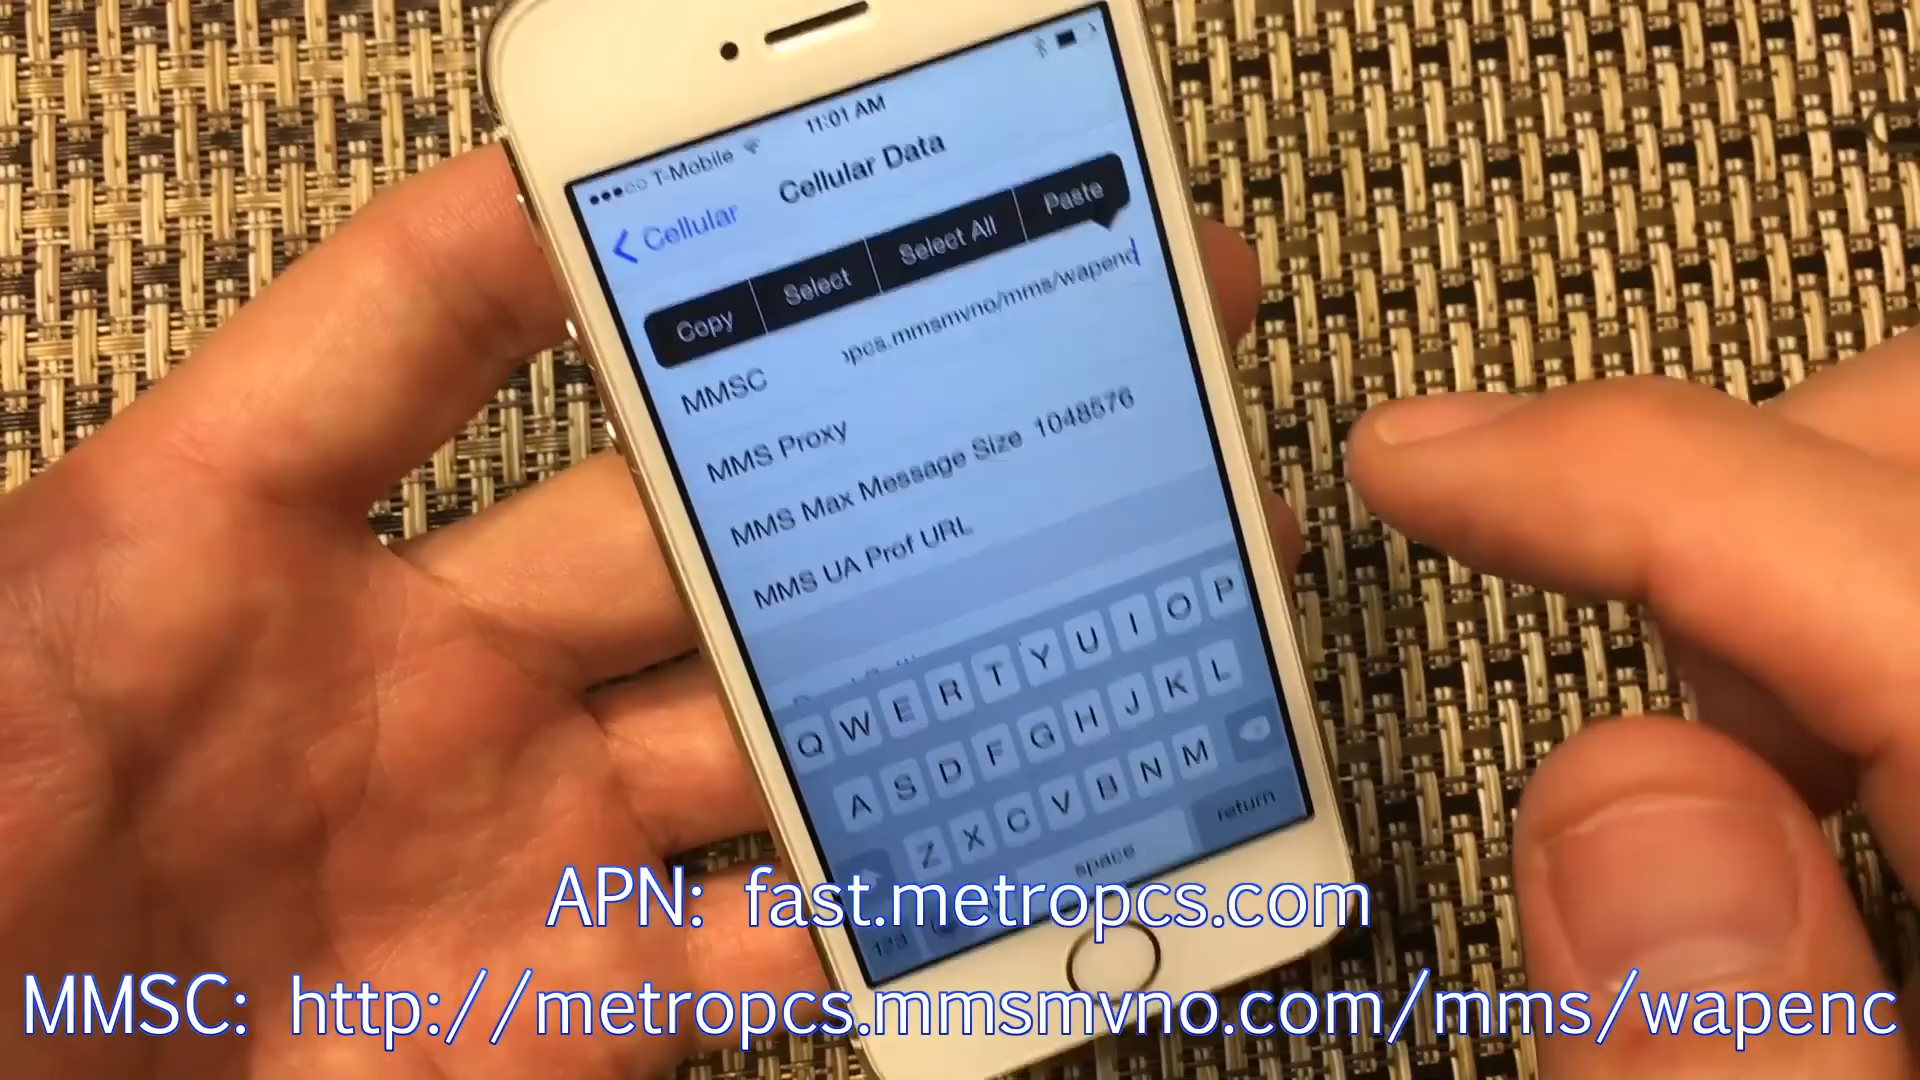 T-Mobile 11:01 AM
Cellular Cellular Data
Copy Select Select All Paste
MMSC opcs.mmsmvno/mms/wapenc
MMS Proxy
MMS Max Message Size 1048576
MMS UA Prof URL
Q W E R T Y U I O P
A S D F G H J K L
Z X C V B N M
123 space return
APN: fast.metropcs.com
MMSC: http://metropcs.mmsmvno.com/mms/wapenc